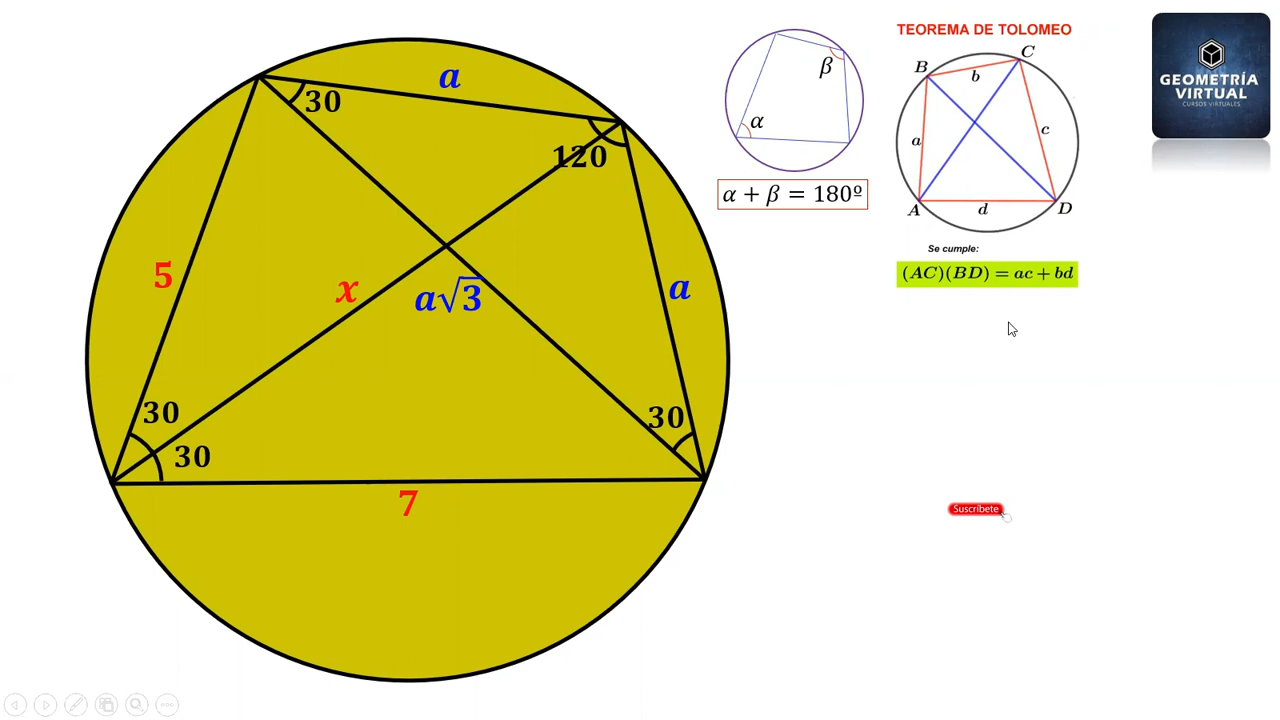 a
30
120
5
x
a√3
a
30
30
30
7
β
α
α + β = 180º
TEOREMA DE TOLOMEO
B
b
C
a
c
A
d
D
Se cumple:
(AC)(BD) = ac + bd
GEOMETRÍA
VIRTUAL
CURSOS VIRTUALES
Suscríbete